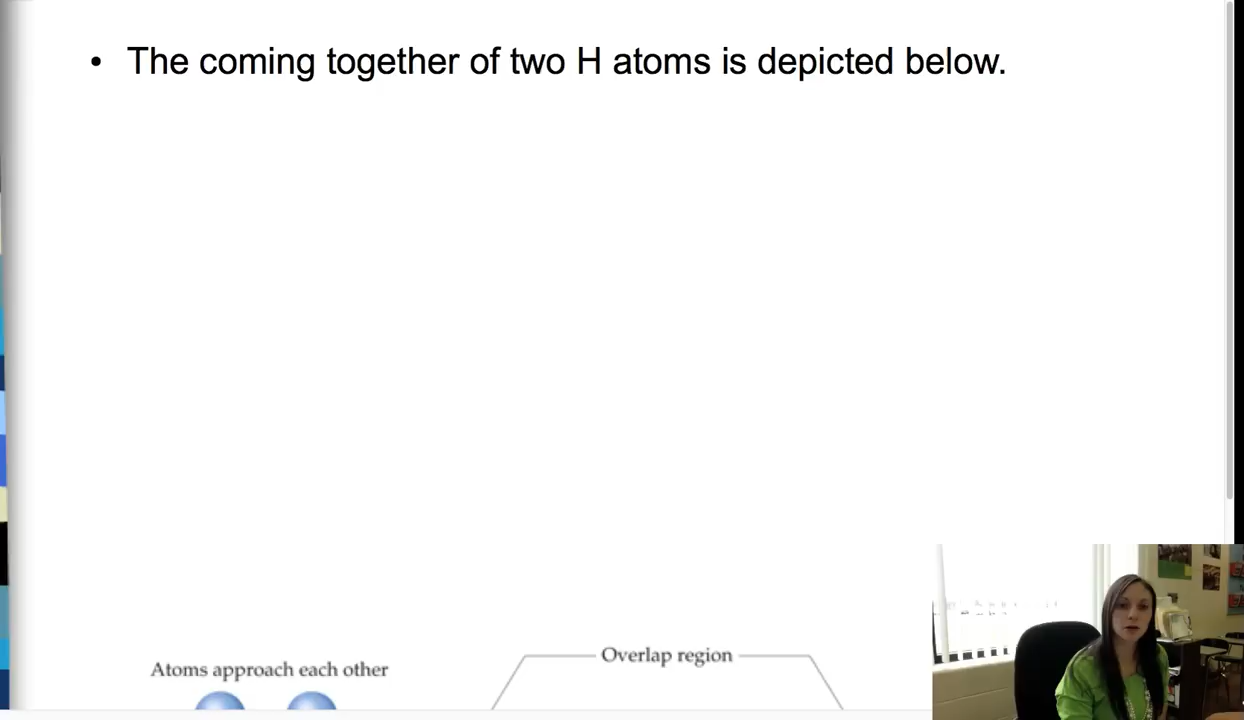 • The coming together of two H atoms is depicted below.
Overlap region
Atoms approach each other